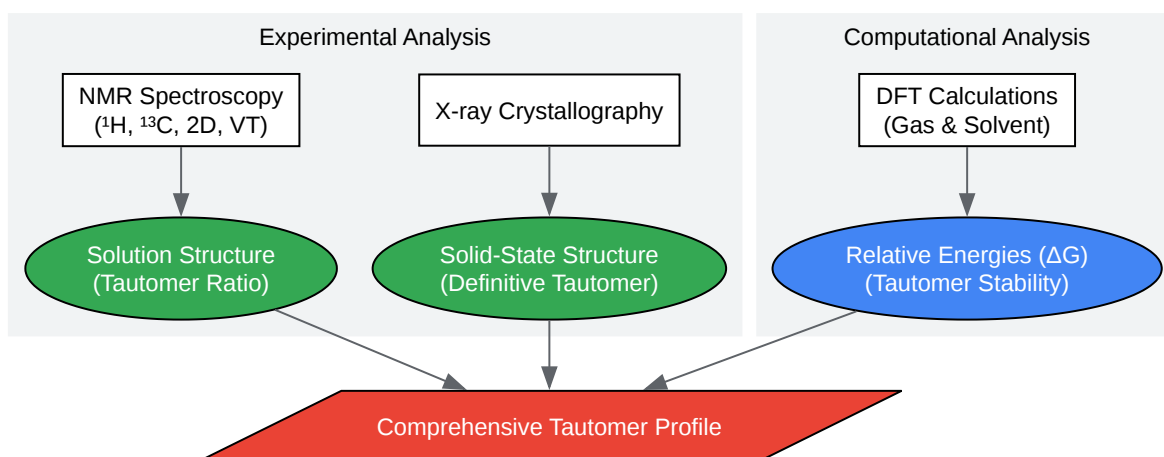 Experimental Analysis
Computational Analysis
NMR Spectroscopy
(¹H, ¹³C, 2D, VT)
X-ray Crystallography
DFT Calculations
(Gas & Solvent)
Solution Structure
(Tautomer Ratio)
Solid-State Structure
(Definitive Tautomer)
Relative Energies (ΔG)
(Tautomer Stability)
Comprehensive Tautomer Profile